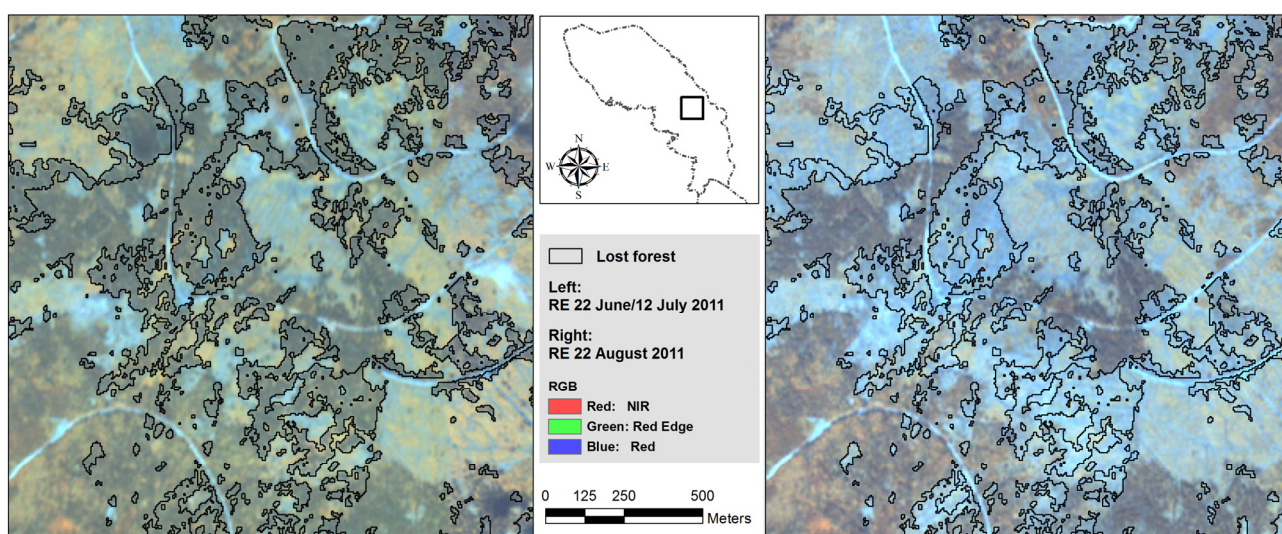 N
W E
S
Lost forest
Left:
RE 22 June/12 July 2011
Right:
RE 22 August 2011
RGB
Red: NIR
Green: Red Edge
Blue: Red
0 125 250 500
Meters